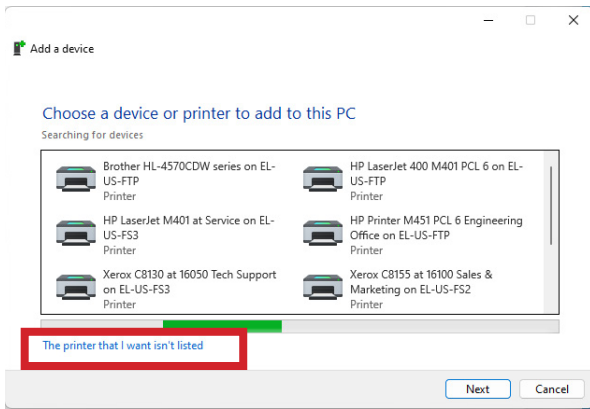 Add a device
Choose a device or printer to add to this PC
Searching for devices
Brother HL-4570CDW series on EL-
US-FTP
Printer
HP LaserJet 400 M401 PCL 6 on EL-
US-FTP
Printer
HP LaserJet M401 at Service on EL-
US-FS3
Printer
HP Printer M451 PCL 6 Engineering
Office on EL-US-FTP
Printer
Xerox C8130 at 16050 Tech Support
on EL-US-FS3
Printer
Xerox C8155 at 16100 Sales &
Marketing on EL-US-FS2
Printer
The printer that I want isn't listed
Next
Cancel